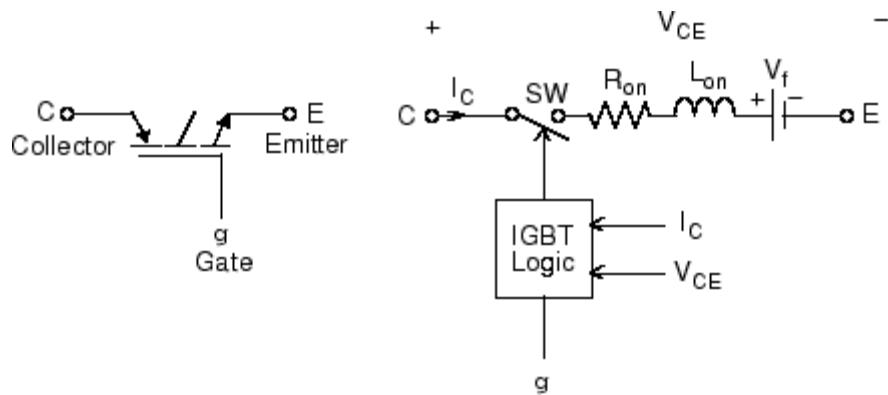 C
Collector
E
Emitter
g
Gate
+ V_CE −
C
I_C
SW
R_on
L_on
V_f
+ −
E
IGBT
Logic
I_C
V_CE
g